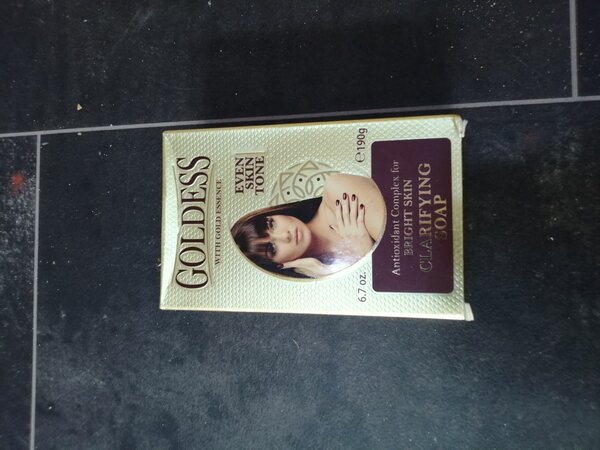 GOLDESS
WITH GOLD ESSENCE
EVEN
SKIN
TONE
6.7 oz.
℮190g
Antioxidant Complex for
BRIGHT SKIN
CLARIFYING
SOAP